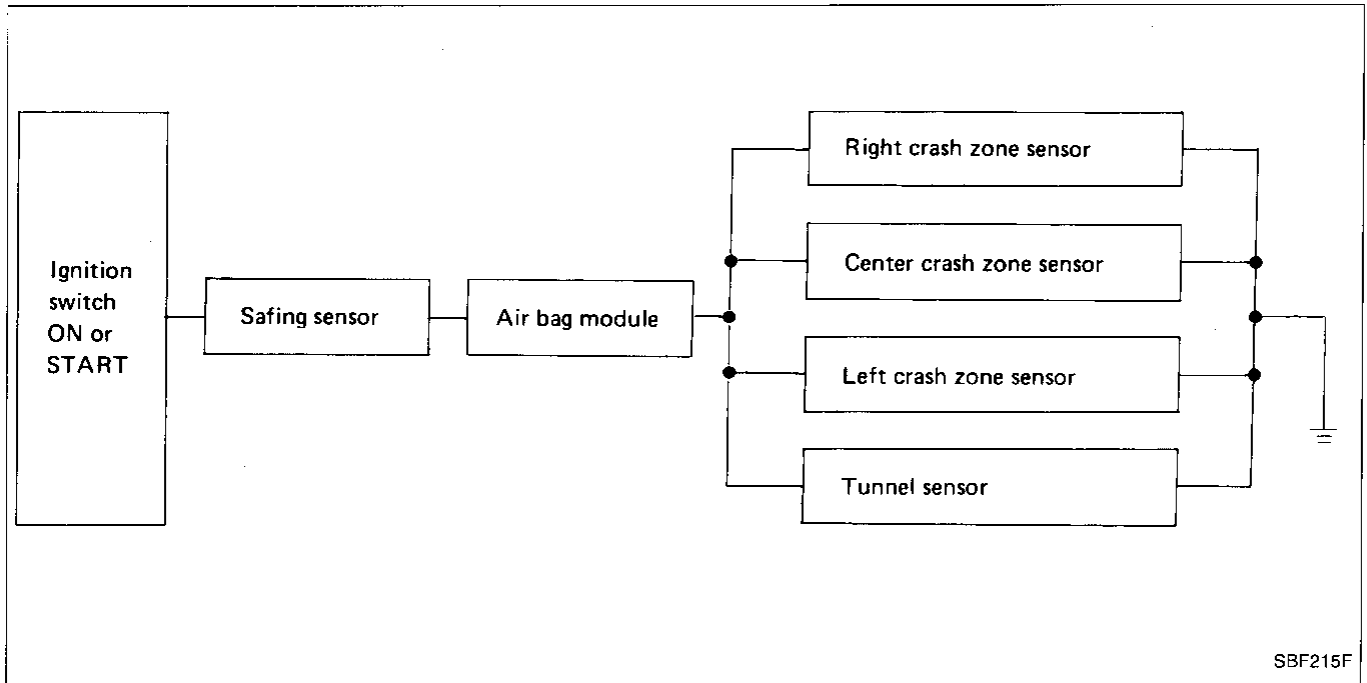 Ignition
switch
ON or
START
Safing sensor
Air bag module
Right crash zone sensor
Center crash zone sensor
Left crash zone sensor
Tunnel sensor
SBF215F